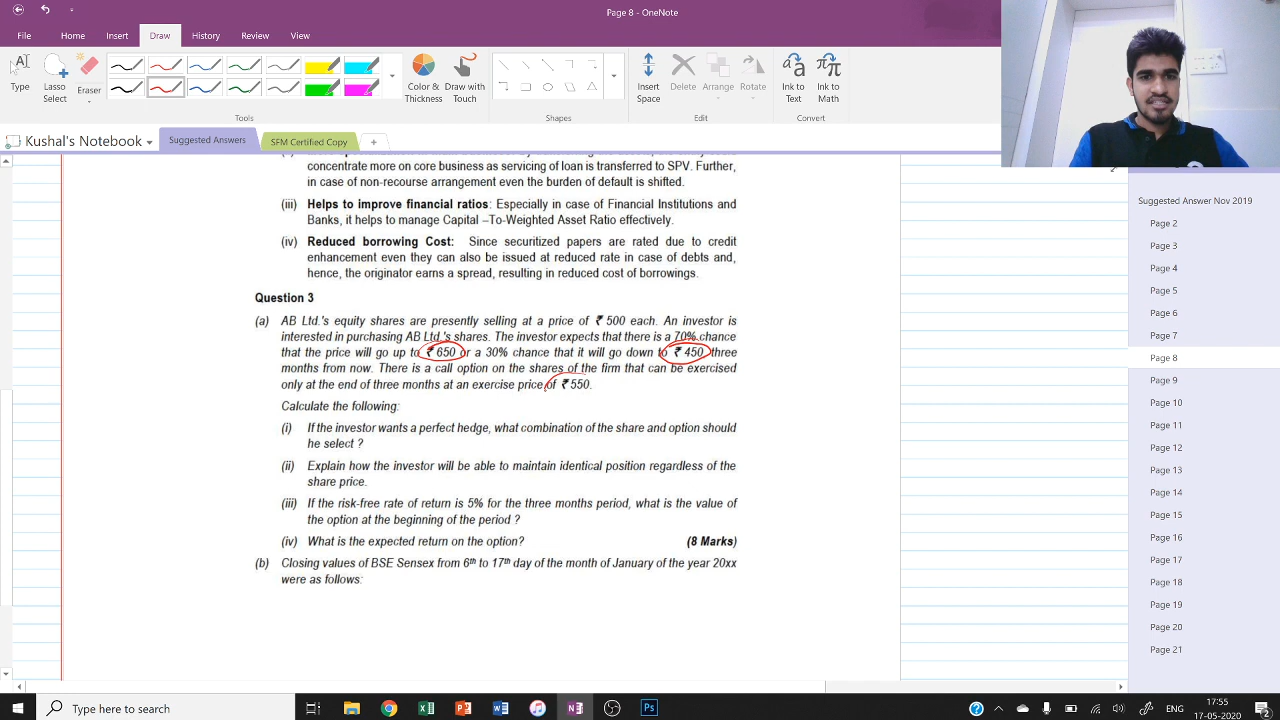 Page 8 - OneNote
File Home Insert Draw History Review View
Type
Lasso Select
Eraser
Color & Thickness
Draw with Touch
Insert Space
Delete
Arrange
Rotate
Ink to Text
Ink to Math
Tools
Shapes
Edit
Convert
Kushal's Notebook
Suggested Answers
SFM Certified Copy
+
concentrate more on core business as servicing of loan is transferred to SPV. Further,
in case of non-recourse arrangement even the burden of default is shifted.
(iii) Helps to improve financial ratios: Especially in case of Financial Institutions and
Banks, it helps to manage Capital –To-Weighted Asset Ratio effectively.
(iv) Reduced borrowing Cost: Since securitized papers are rated due to credit
enhancement even they can also be issued at reduced rate in case of debts and,
hence, the originator earns a spread, resulting in reduced cost of borrowings.
Question 3
(a) AB Ltd.'s equity shares are presently selling at a price of ₹ 500 each. An investor is
interested in purchasing AB Ltd.'s shares. The investor expects that there is a 70% chance
that the price will go up to ₹ 650 or a 30% chance that it will go down to ₹ 450 three
months from now. There is a call option on the shares of the firm that can be exercised
only at the end of three months at an exercise price of ₹ 550.
Calculate the following:
(i) If the investor wants a perfect hedge, what combination of the share and option should
he select ?
(ii) Explain how the investor will be able to maintain identical position regardless of the
share price.
(iii) If the risk-free rate of return is 5% for the three months period, what is the value of
the option at the beginning of the period ?
(iv) What is the expected return on the option? (8 Marks)
(b) Closing values of BSE Sensex from 6th to 17th day of the month of January of the year 20xx
were as follows:
Suggested Answer Nov 2019
Page 2
Page 3
Page 4
Page 5
Page 6
Page 7
Page 8
Page 9
Page 10
Page 11
Page 12
Page 13
Page 14
Page 15
Page 16
Page 17
Page 18
Page 19
Page 20
Page 21
Type here to search
ENG
17:55
17-05-2020